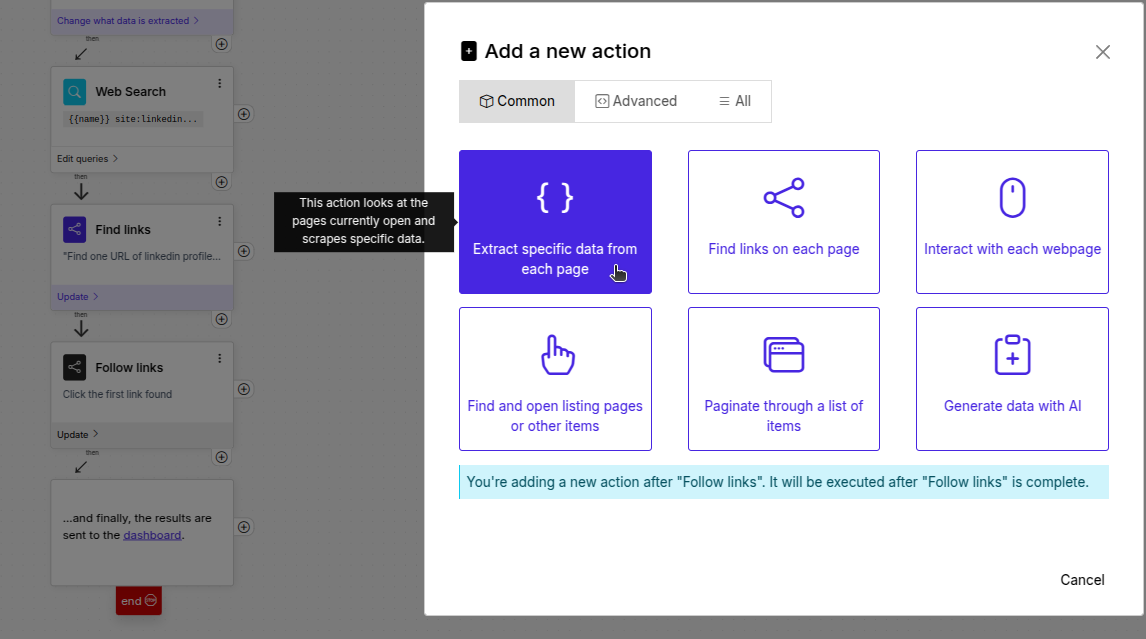 Change what data is extracted
then
Web Search
{{name}} site:linkedin...
Edit queries
then
Find links
"Find one URL of linkedin profile...
Update
then
Follow links
Click the first link found
Update
then
...and finally, the results are
sent to the dashboard.
end
This action looks at the
pages currently open and
scrapes specific data.
Add a new action
Common
Advanced
All
Extract specific data from
each page
Find links on each page
Interact with each webpage
Find and open listing pages
or other items
Paginate through a list of
items
Generate data with AI
You're adding a new action after "Follow links". It will be executed after "Follow links" is complete.
Cancel